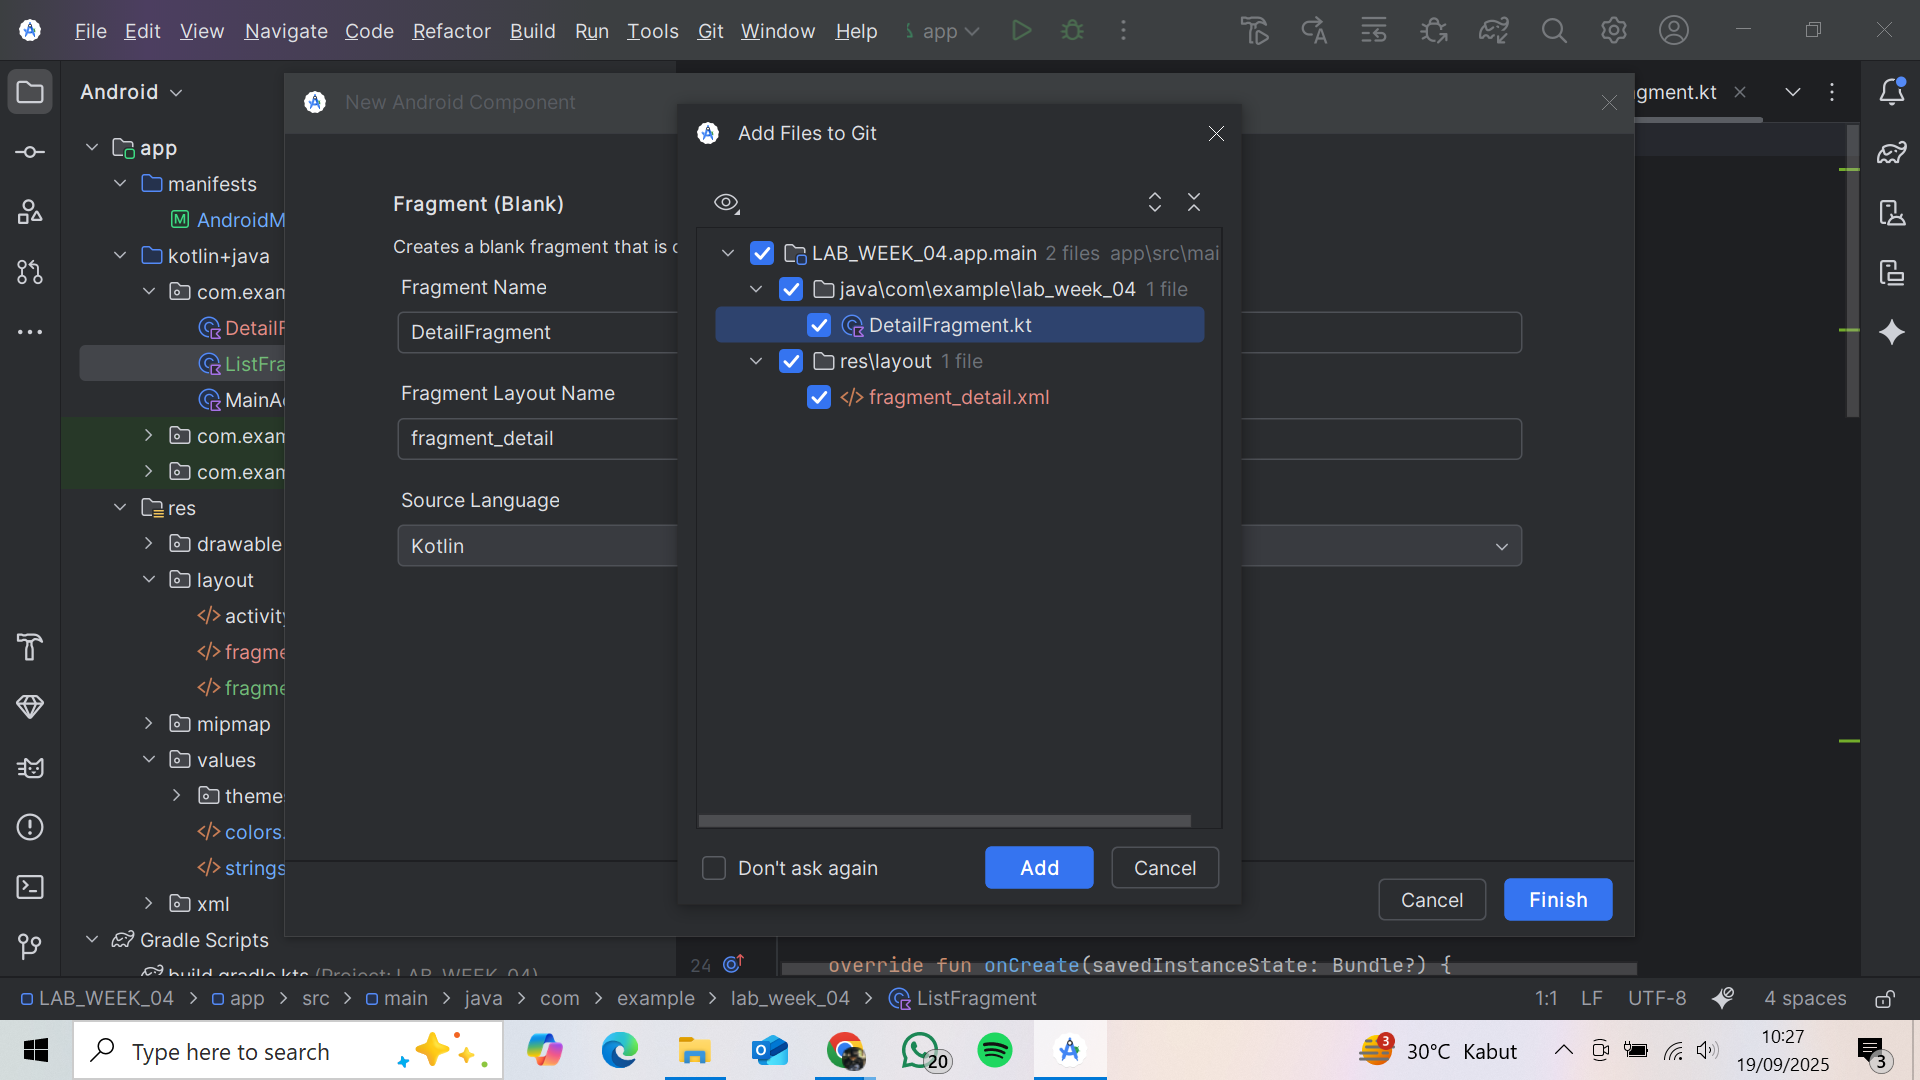 File Edit View Navigate Code Refactor Build Run Tools Git Window Help app
Android
app
manifests
AndroidM
kotlin+java
com.exam
DetailF
ListFra
MainAc
com.exam
com.exam
res
drawable
layout
activity
fragme
fragme
mipmap
values
theme
colors.
strings
xml
Gradle Scripts
build.gradle.kts (Project: LAB_WEEK_04)
New Android Component
Fragment (Blank)
Creates a blank fragment that is c
Fragment Name
DetailFragment
Fragment Layout Name
fragment_detail
Source Language
Kotlin
Cancel Finish
Add Files to Git
LAB_WEEK_04.app.main 2 files app\src\mai
java\com\example\lab_week_04 1 file
DetailFragment.kt
res\layout 1 file
fragment_detail.xml
Don't ask again Add Cancel
gment.kt
24 override fun onCreate(savedInstanceState: Bundle?) {
LAB_WEEK_04 > app > src > main > java > com > example > lab_week_04 > ListFragment 1:1 LF UTF-8 4 spaces
Type here to search 20 3 30°C Kabut 10:27
19/09/2025 3